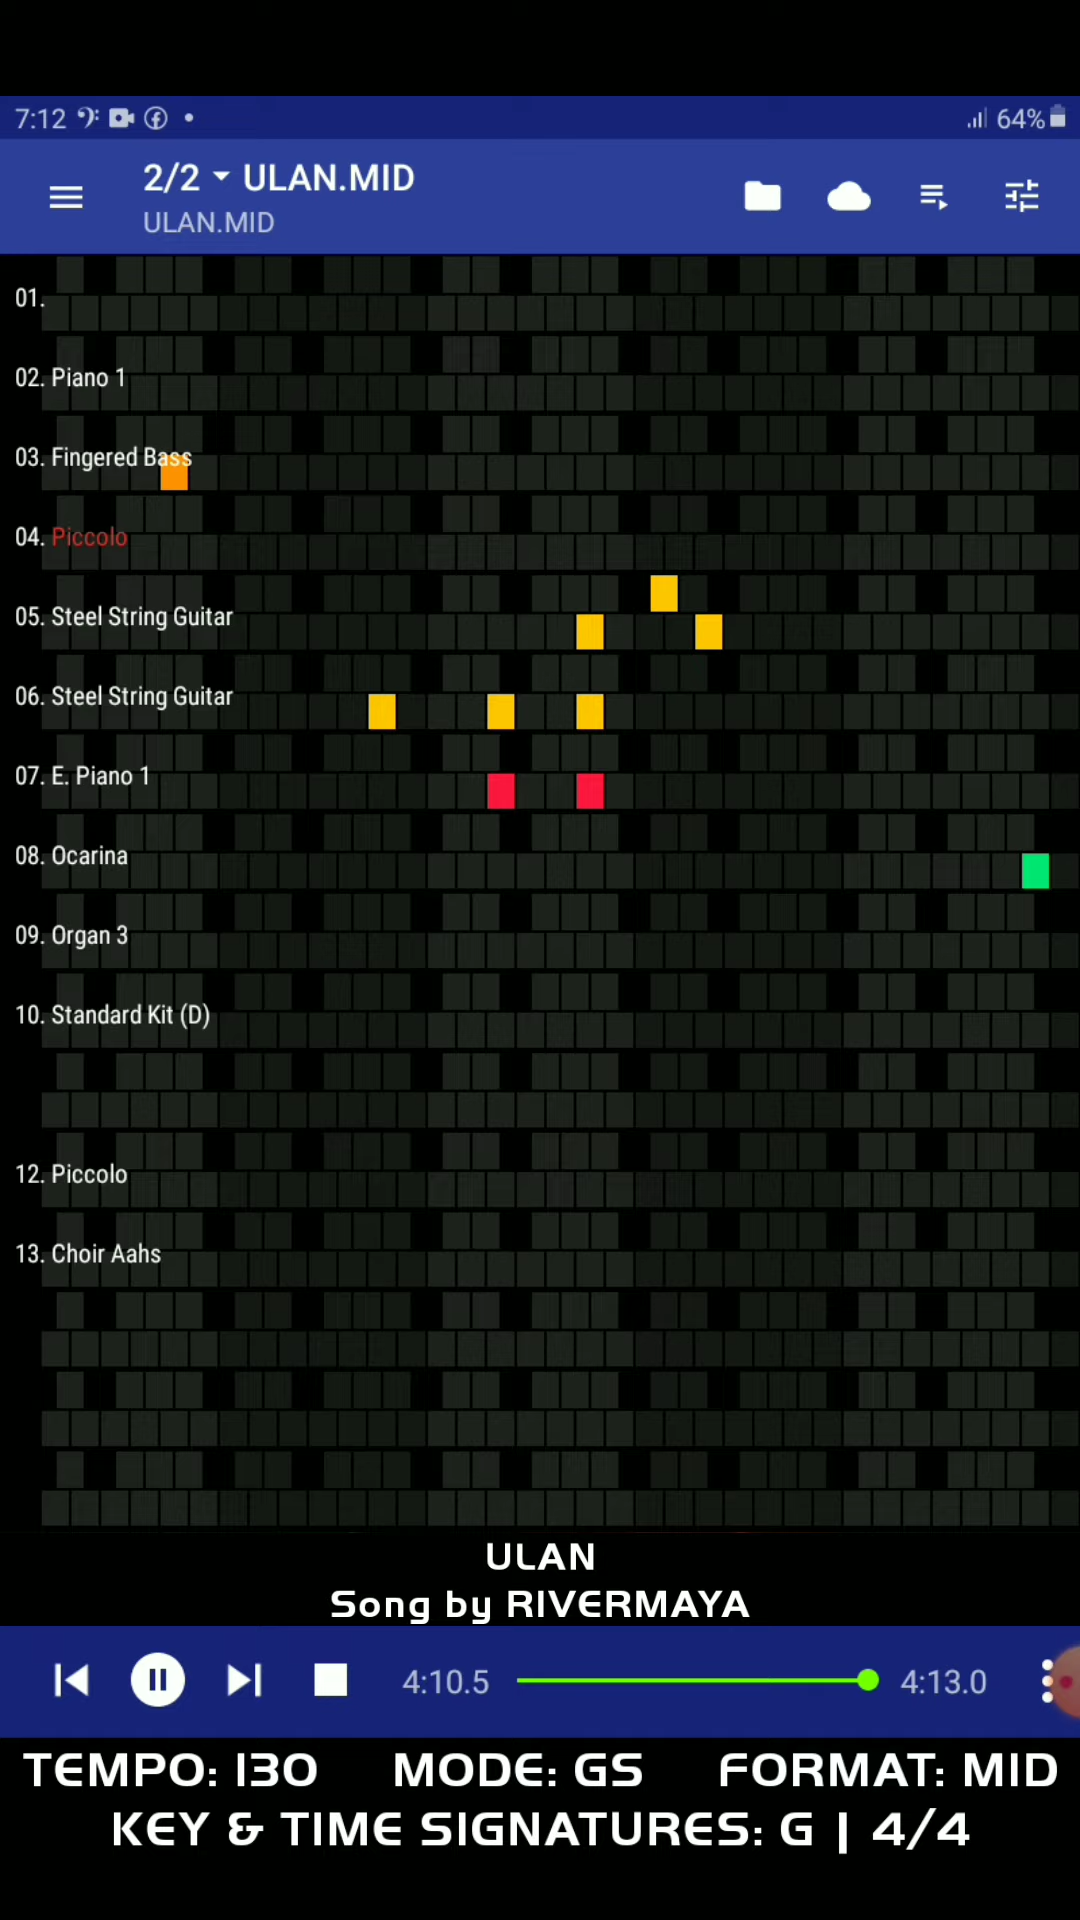 7:12 64%
2/2 ULAN.MID
ULAN.MID
01.
02. Piano 1
03. Fingered Bass
04. Piccolo
05. Steel String Guitar
06. Steel String Guitar
07. E. Piano 1
08. Ocarina
09. Organ 3
10. Standard Kit (D)
12. Piccolo
13. Choir Aahs
ULAN
Song by RIVERMAYA
4:10.5 4:13.0
TEMPO: 130 MODE: GS FORMAT: MID
KEY & TIME SIGNATURES: G | 4/4